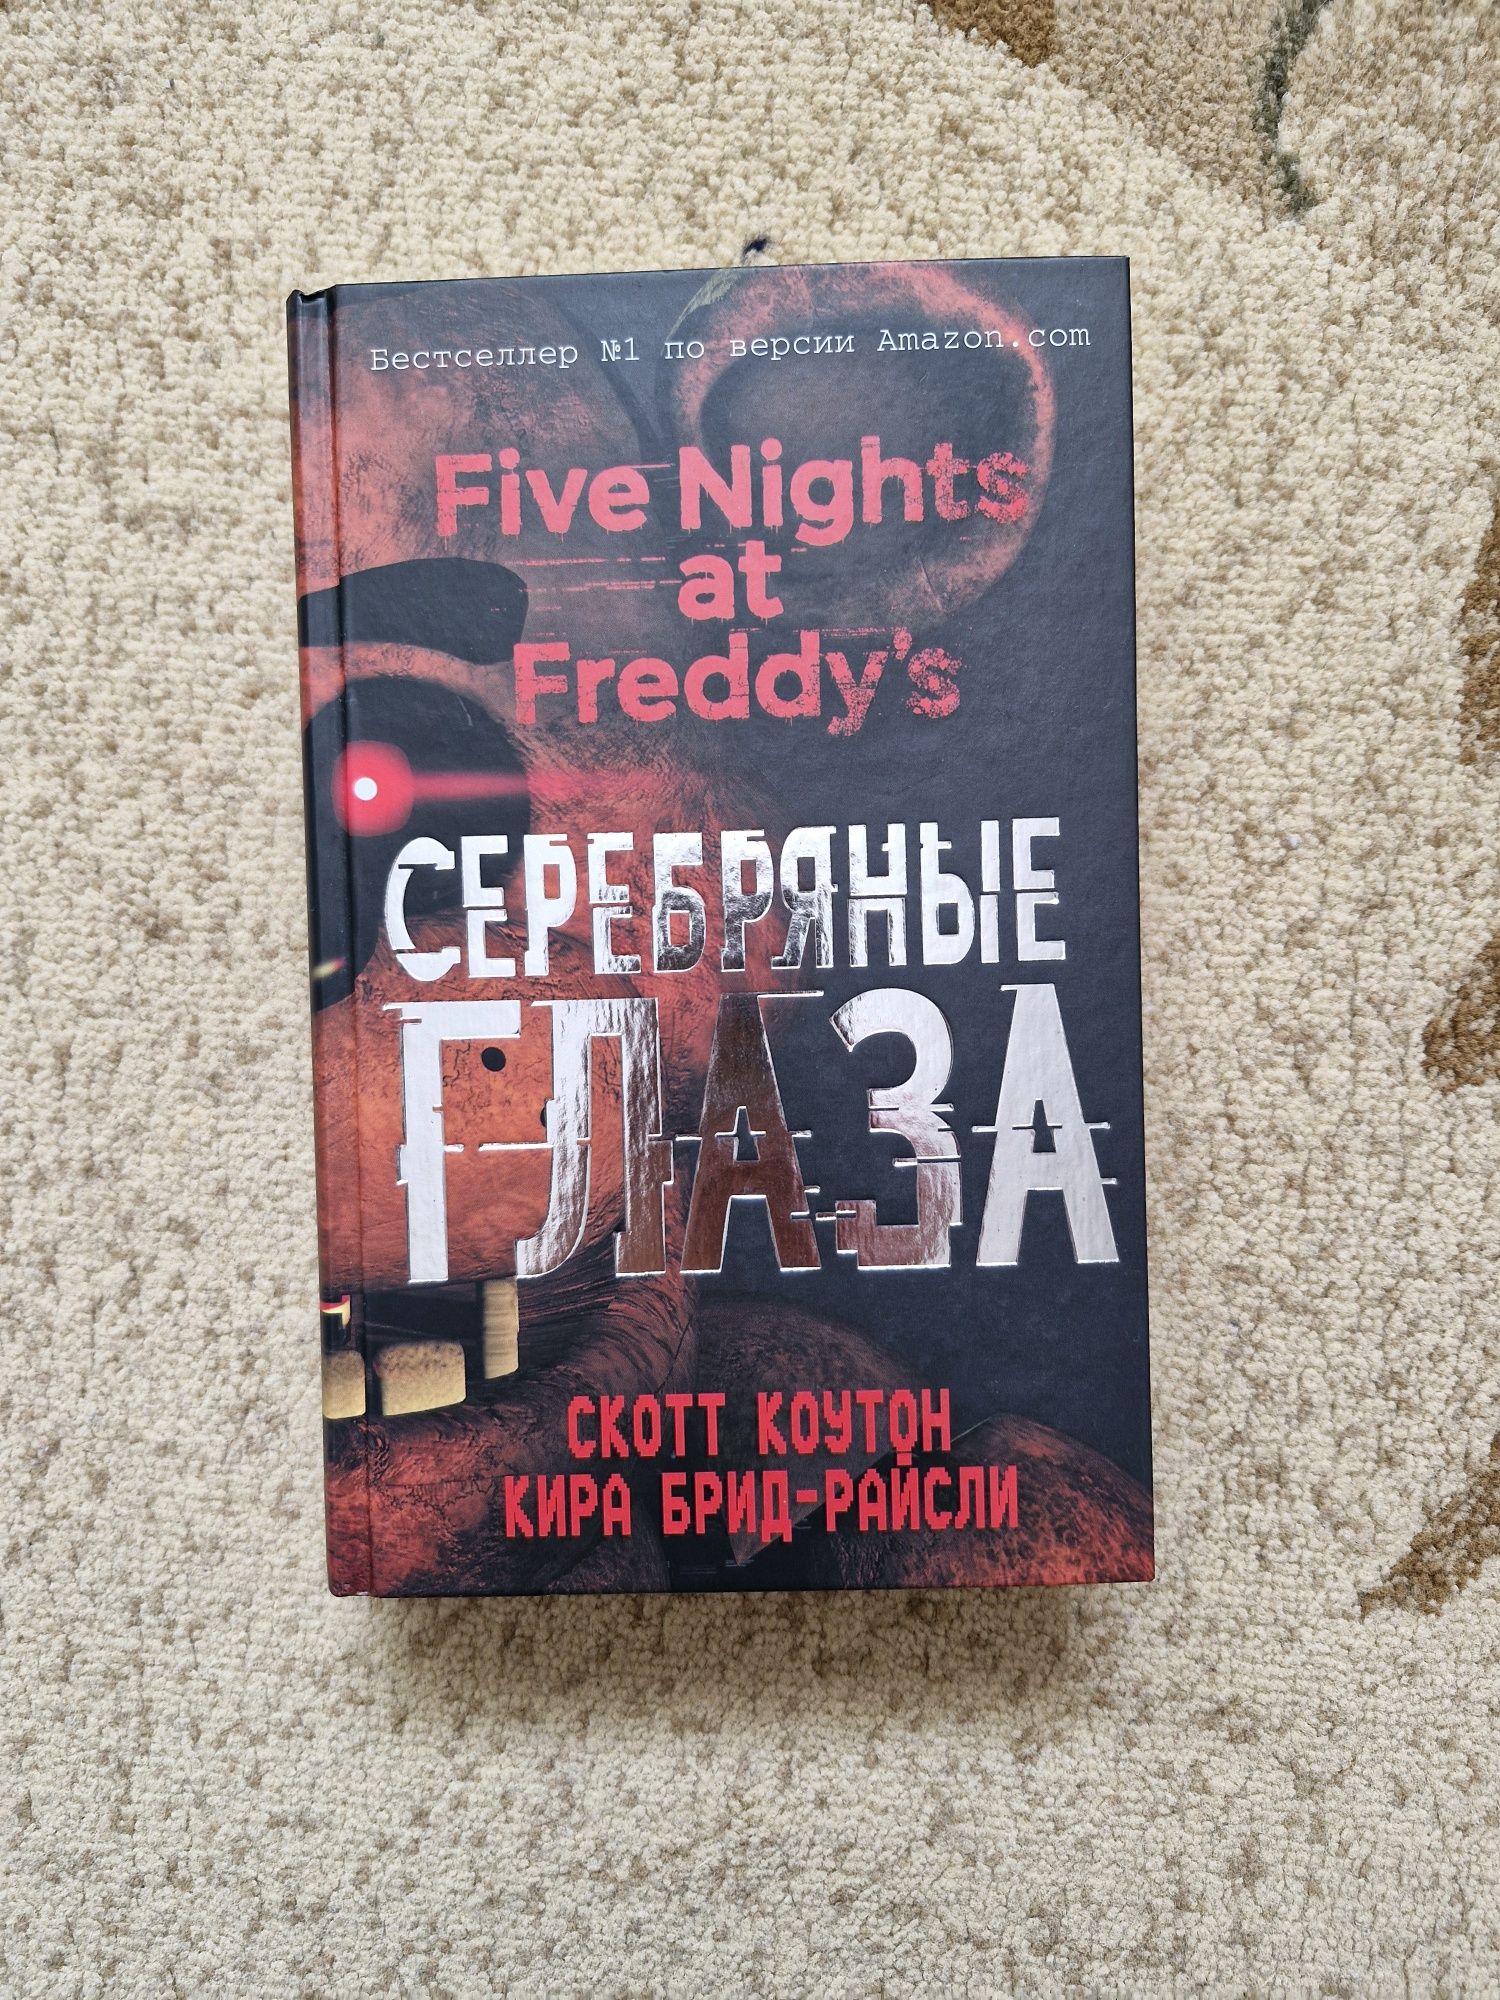 Бестселлер №1 по версии Amazon.com
Five Nights
at
Freddy's
СЕРЕБРЯНЫЕ
ГЛАЗА
СКОТТ КОУТОН
КИРА БРИД-РАЙСЛИ